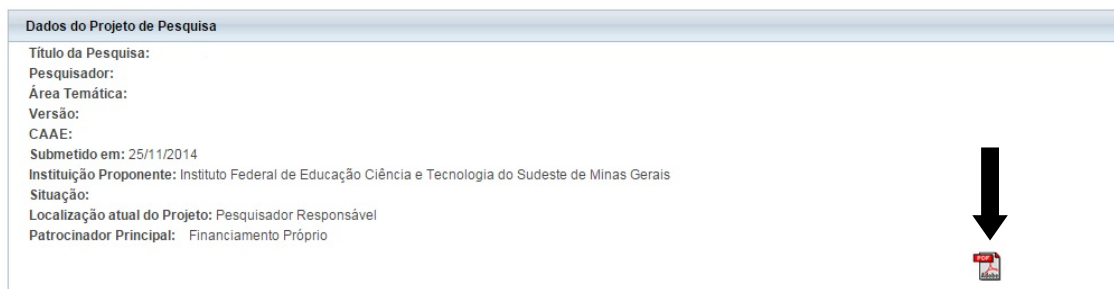 Dados do Projeto de Pesquisa
Título da Pesquisa:
Pesquisador:
Área Temática:
Versão:
CAAE:
Submetido em: 25/11/2014
Instituição Proponente: Instituto Federal de Educação Ciência e Tecnologia do Sudeste de Minas Gerais
Situação:
Localização atual do Projeto: Pesquisador Responsável
Patrocinador Principal: Financiamento Próprio
PDF
Adobe